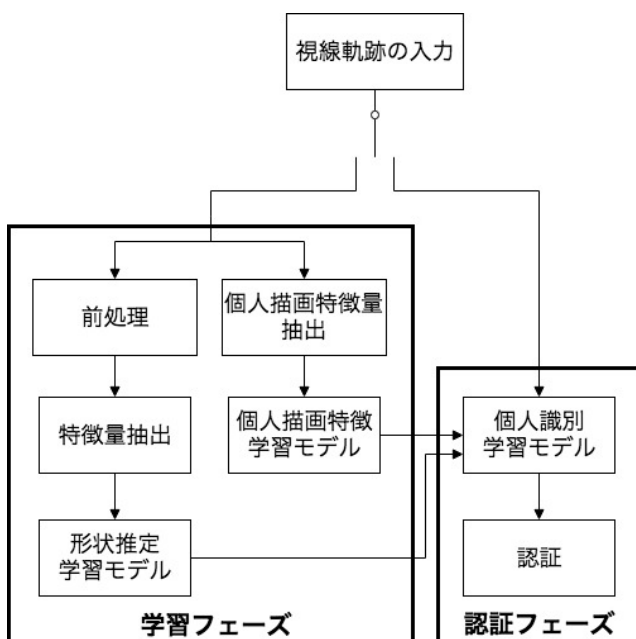 視線軌跡の入力
前処理
個人描画特徴量
抽出
特徴量抽出
個人描画特徴
学習モデル
個人識別
学習モデル
形状推定
学習モデル
認証
学習フェーズ
認証フェーズ